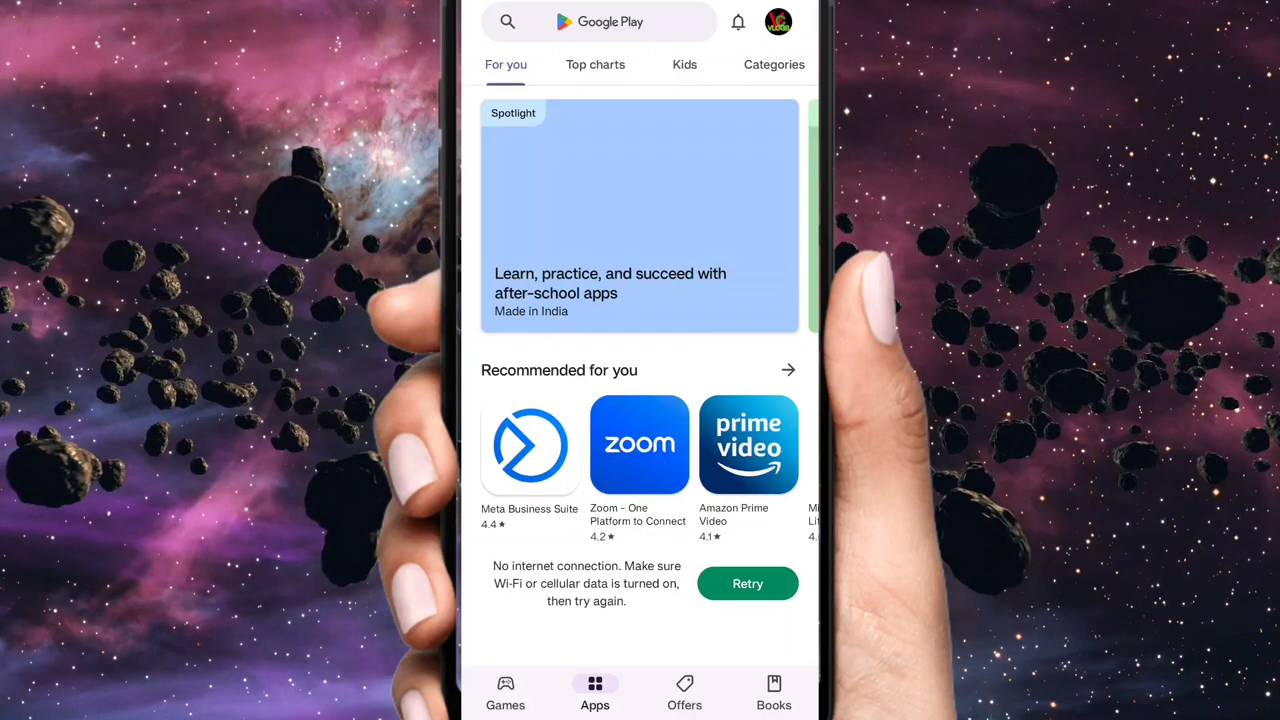 Google Play
For you
Top charts
Kids
Categories
Spotlight
Learn, practice, and succeed with
after-school apps
Made in India
Recommended for you
zoom
prime
video
Meta Business Suite
4.4★
Zoom - One
Platform to Connect
4.2★
Amazon Prime
Video
4.1★
No internet connection. Make sure
Wi-Fi or cellular data is turned on,
then try again.
Retry
Games
Apps
Offers
Books